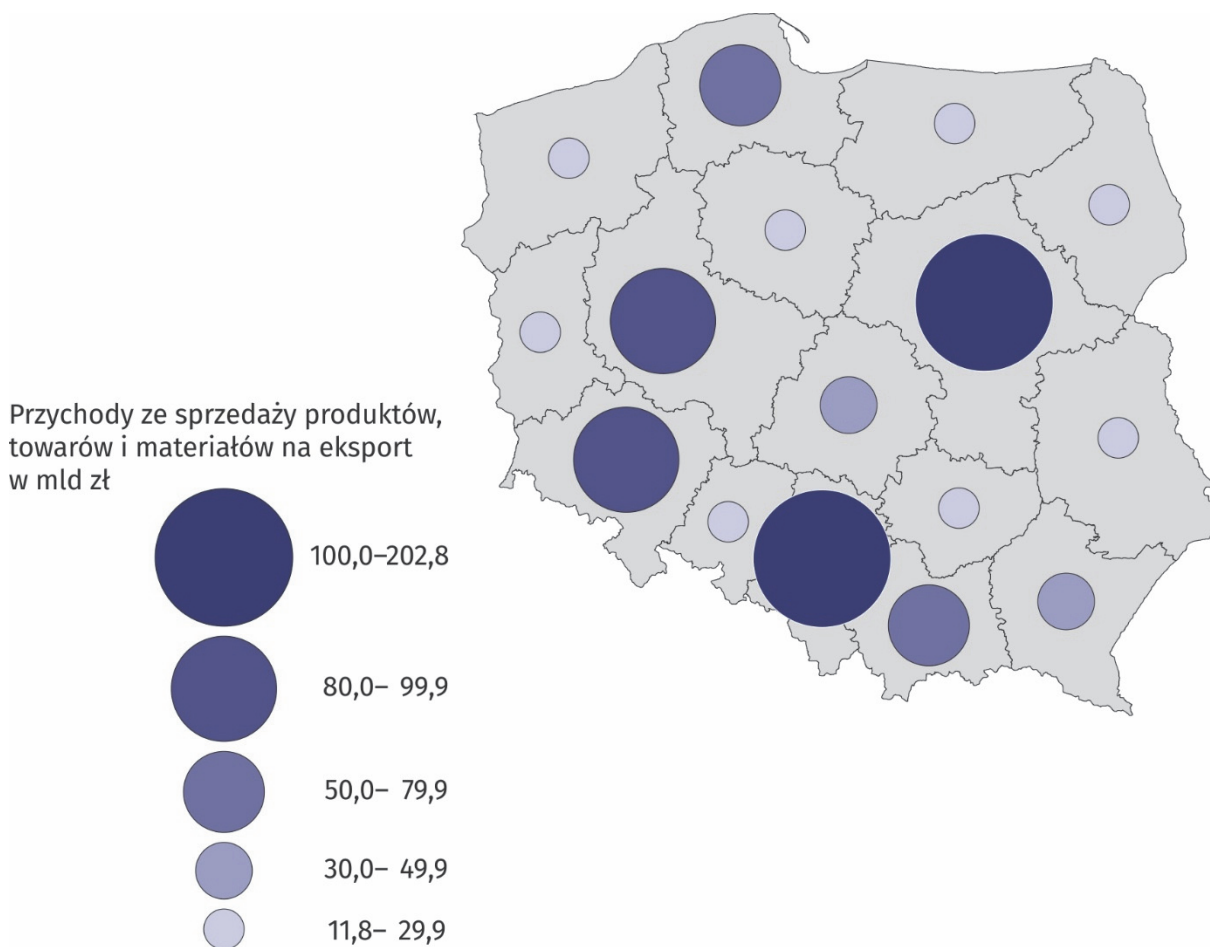 Przychody ze sprzedaży produktów,
towarów i materiałów na eksport
w mld zł
100,0–202,8
80,0– 99,9
50,0– 79,9
30,0– 49,9
11,8– 29,9